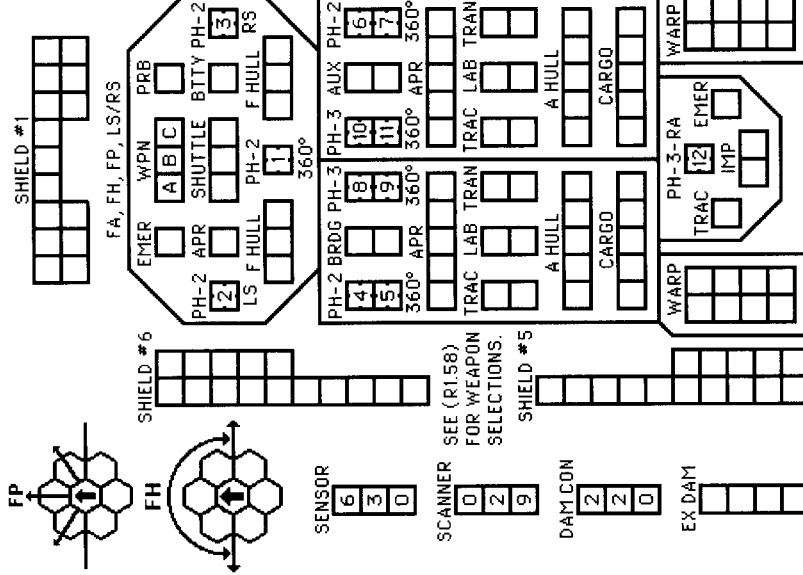 SHIELD #1
FA, FH, FP, LS/RS
EMER
WPN
PRB
A B C
APR
SHUTTLE
BTTY
PH-2
2
LS
PH-2
3
RS
F HULL
PH-2
1
360°
F HULL
PH-2
4
5
360°
BRDG
PH-3
8
9
360°
APR
TRAC
LAB
TRAN
A HULL
CARGO
PH-3
10
11
360°
AUX
PH-2
6
7
360°
APR
TRAC
LAB
TRAN
A HULL
CARGO
WARP
TRAC
PH-3-RA
12
EMER
IMP
WARP
SHIELD #6
SEE (R1.58)
FOR WEAPON
SELECTIONS.
SHIELD #5
FP
FH
SENSOR
6
3
0
SCANNER
0
2
9
DAM CON
2
2
0
EX DAM